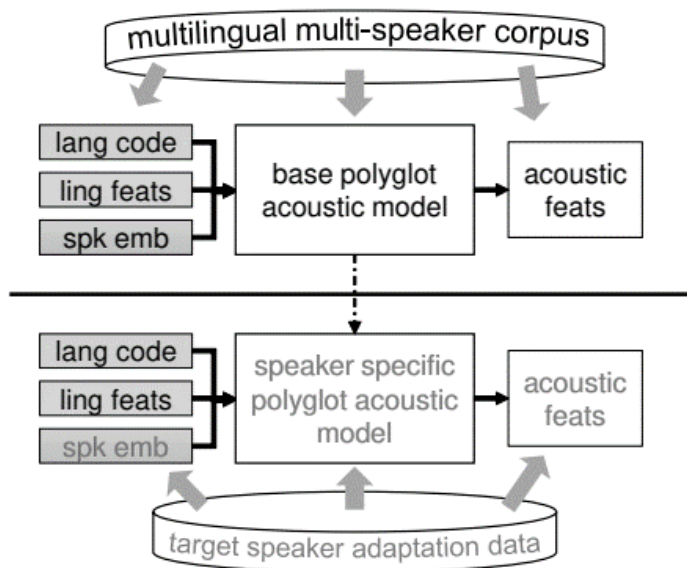 multilingual multi-speaker corpus
lang code
ling feats
spk emb
base polyglot
acoustic model
acoustic
feats
lang code
ling feats
spk emb
speaker specific
polyglot acoustic
model
acoustic
feats
target speaker adaptation data